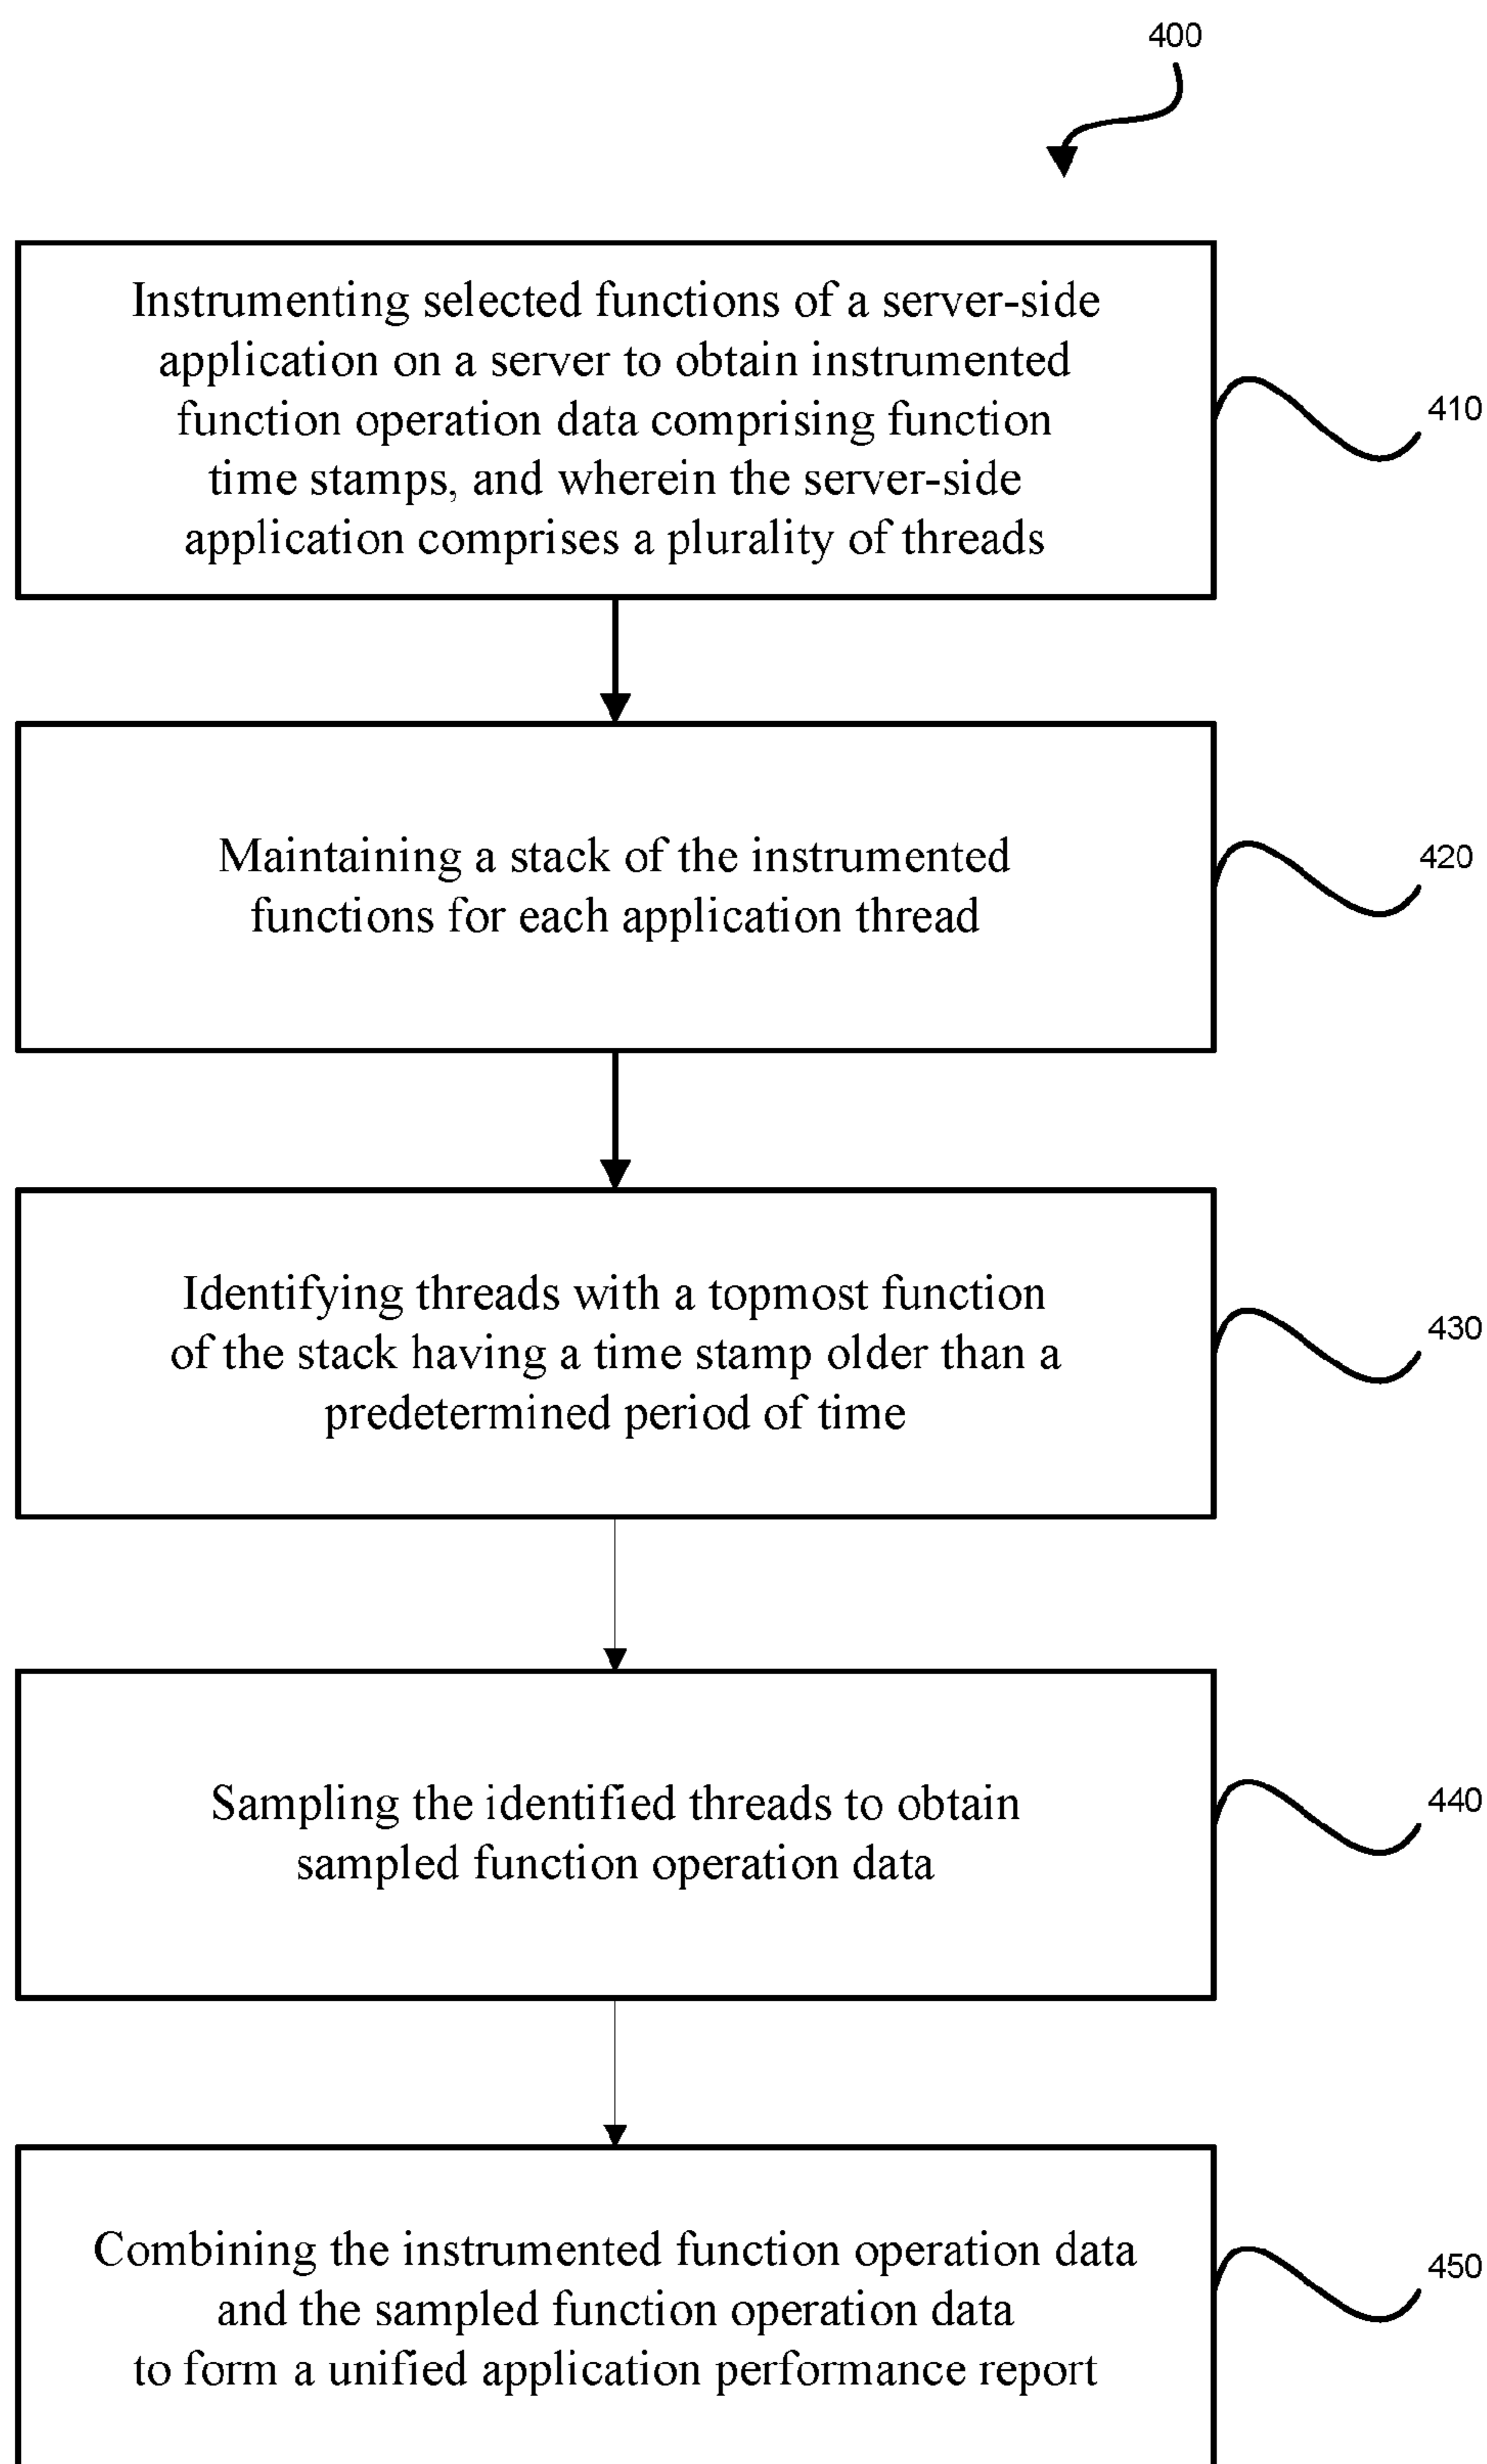 400
Instrumenting selected functions of a server-side
application on a server to obtain instrumented
function operation data comprising function
time stamps, and wherein the server-side
application comprises a plurality of threads
410
Maintaining a stack of the instrumented
functions for each application thread
420
Identifying threads with a topmost function
of the stack having a time stamp older than a
predetermined period of time
430
Sampling the identified threads to obtain
sampled function operation data
440
Combining the instrumented function operation data
and the sampled function operation data
to form a unified application performance report
450